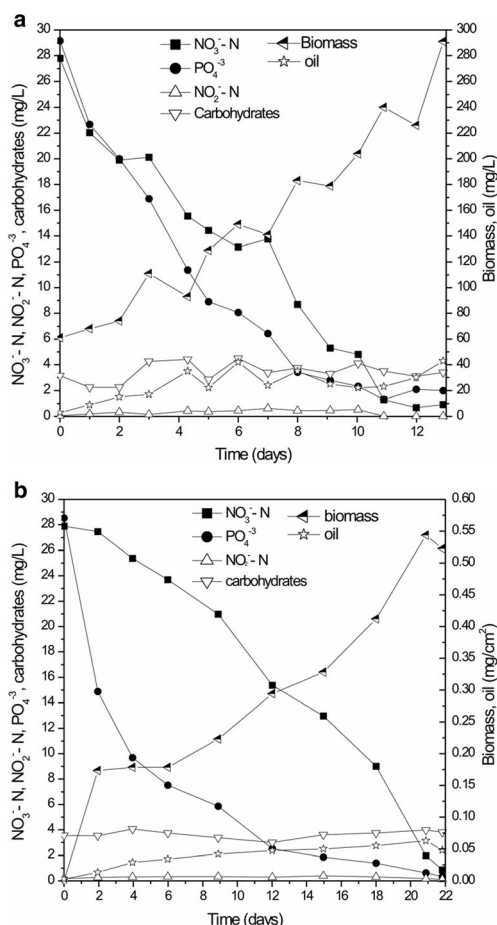 a
NO₃⁻- N
PO₄⁻³
NO₂⁻- N
Carbohydrates
Biomass
oil
NO₃⁻- N, NO₂⁻- N, PO₄⁻³, carbohydrates (mg/L)
30
28
26
24
22
20
18
16
14
12
10
8
6
4
2
0
300
280
260
240
220
200
180
160
140
120
100
80
60
40
20
0
Biomass, oil (mg/L)
0 2 4 6 8 10 12
Time (days)
b
NO₃⁻- N
PO₄⁻³
NO₂⁻- N
carbohydrates
biomass
oil
NO₃⁻- N, NO₂⁻- N, PO₄⁻³, carbohydrates (mg/L)
30
28
26
24
22
20
18
16
14
12
10
8
6
4
2
0
0.60
0.55
0.50
0.45
0.40
0.35
0.30
0.25
0.20
0.15
0.10
0.05
0.00
Biomass, oil (mg/cm²)
0 2 4 6 8 10 12 14 16 18 20 22
Time (days)